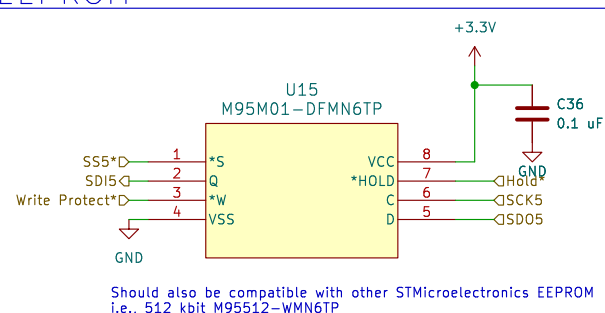 EEPROM
+3.3V
U15
M95M01-DFMN6TP
C36
0.1 uF
GND
SS5* 1 *S VCC 8
SDI5 2 Q *HOLD 7 Hold*
Write Protect* 3 *W C 6 SCK5
4 VSS D 5 SDO5
GND
Should also be compatible with other STMicroelectronics EEPROM
i.e., 512 kbit M95512-WMN6TP